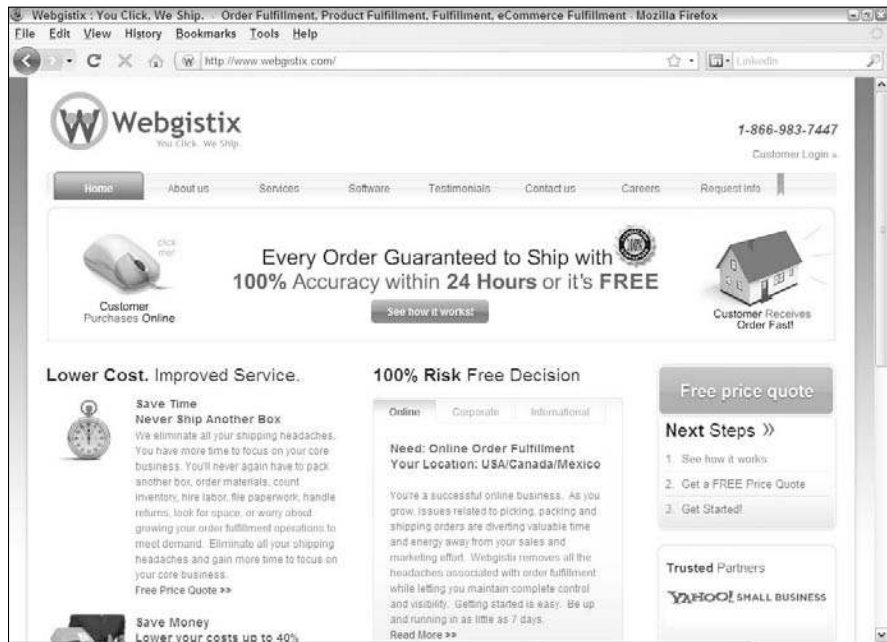 Webgistix : You Click, We Ship. - Order Fulfillment, Product Fulfillment, Fulfillment, eCommerce Fulfillment - Mozilla Firefox
File Edit View History Bookmarks Tools Help
http://www.webgistix.com/
LinkedIn
Webgistix
You Click. We Ship.
1-866-983-7447
Customer Login »
Home About us Services Software Testimonials Contact us Careers Request info
click me!
Customer
Purchases Online
Every Order Guaranteed to Ship with
100% Accuracy within 24 Hours or it's FREE
100%
See how it works!
Customer Receives
Order Fast!
Lower Cost. Improved Service.
Save Time
Never Ship Another Box
We eliminate all your shipping headaches.
You have more time to focus on your core
business. You'll never again have to pack
another box, order materials, count
inventory, hire labor, file paperwork, handle
returns, look for space, or worry about
growing your order fulfillment operations to
meet demand. Eliminate all your shipping
headaches and gain more time to focus on
your core business.
Free Price Quote >>
Save Money
Lower your costs up to 40%
100% Risk Free Decision
Online Corporate International
Need: Online Order Fulfillment
Your Location: USA/Canada/Mexico
You're a successful online business. As you
grow, issues related to picking, packing and
shipping orders are diverting valuable time
and energy away from your sales and
marketing effort. Webgistix removes all the
headaches associated with order fulfillment
while letting you maintain complete control
and visibility. Getting started is easy. Be up
and running in as little as 7 days.
Read More >>
Free price quote
Next Steps »
1. See how it works
2. Get a FREE Price Quote
3. Get Started!
Trusted Partners
YAHOO! SMALL BUSINESS